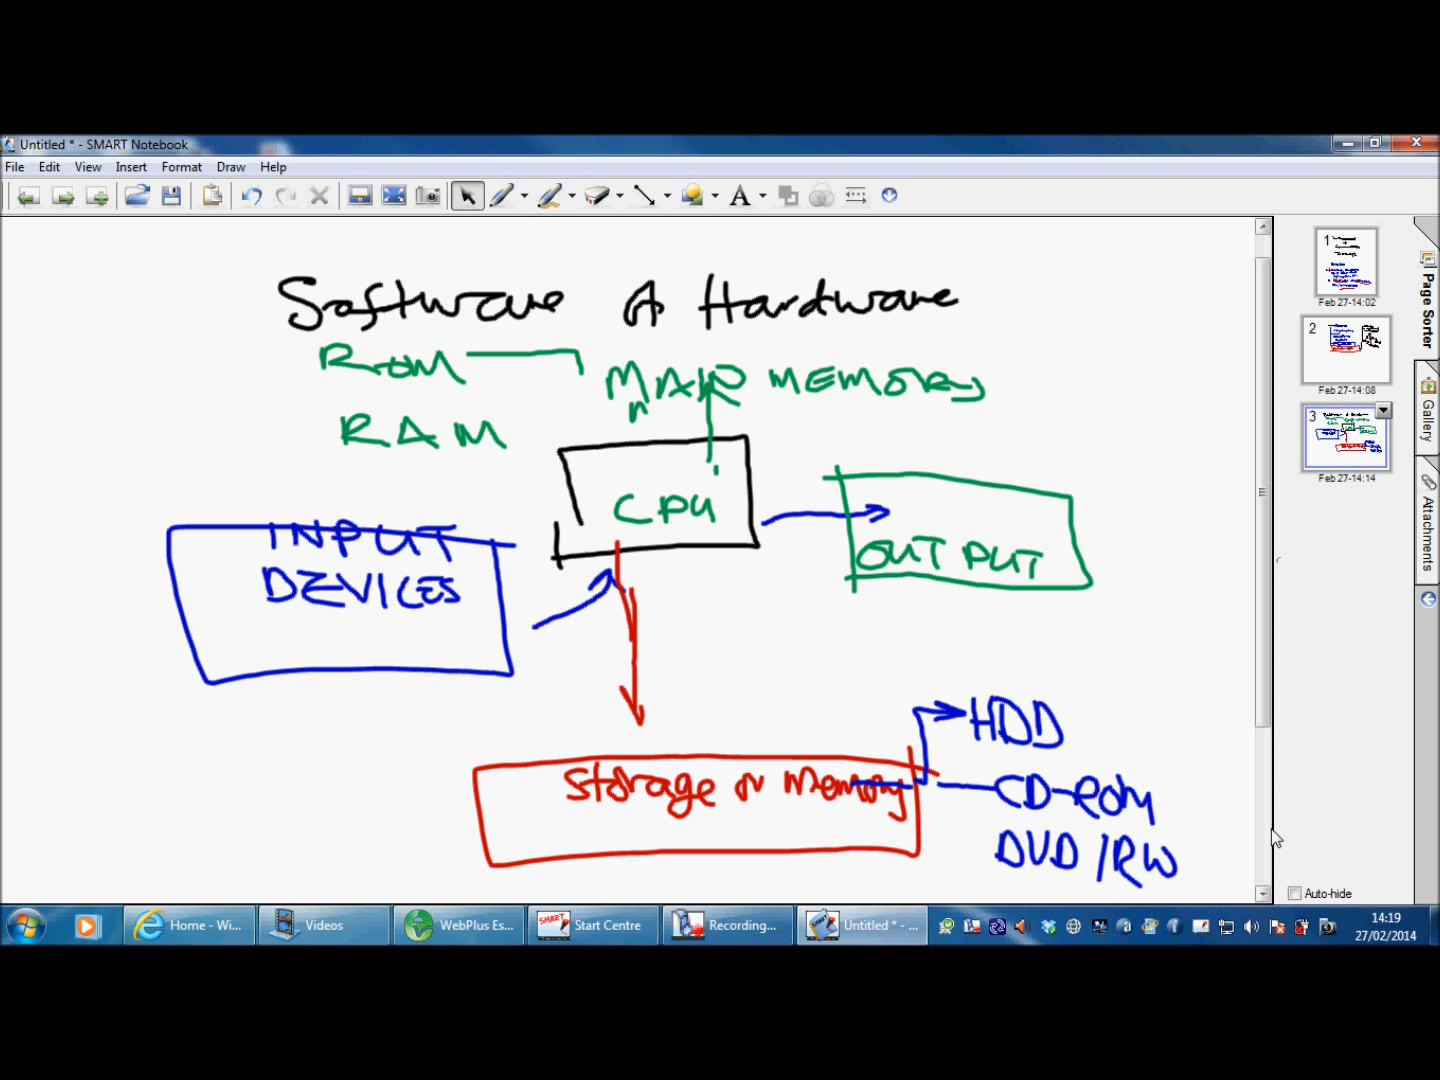 Untitled * - SMART Notebook
File Edit View Insert Format Draw Help
Software & Hardware
ROM
MAIN MEMORY
RAM
CPU
INPUT
DEVICES
OUTPUT
HDD
Storage or Memory
CD-ROM
DVD/RW
1
Feb 27-14:02
2
Feb 27-14:08
3
Feb 27-14:14
Page Sorter
Gallery
Attachments
Auto-hide
Home - Wi...
Videos
WebPlus Es...
Start Centre
Recording...
Untitled * - ...
14:19
27/02/2014